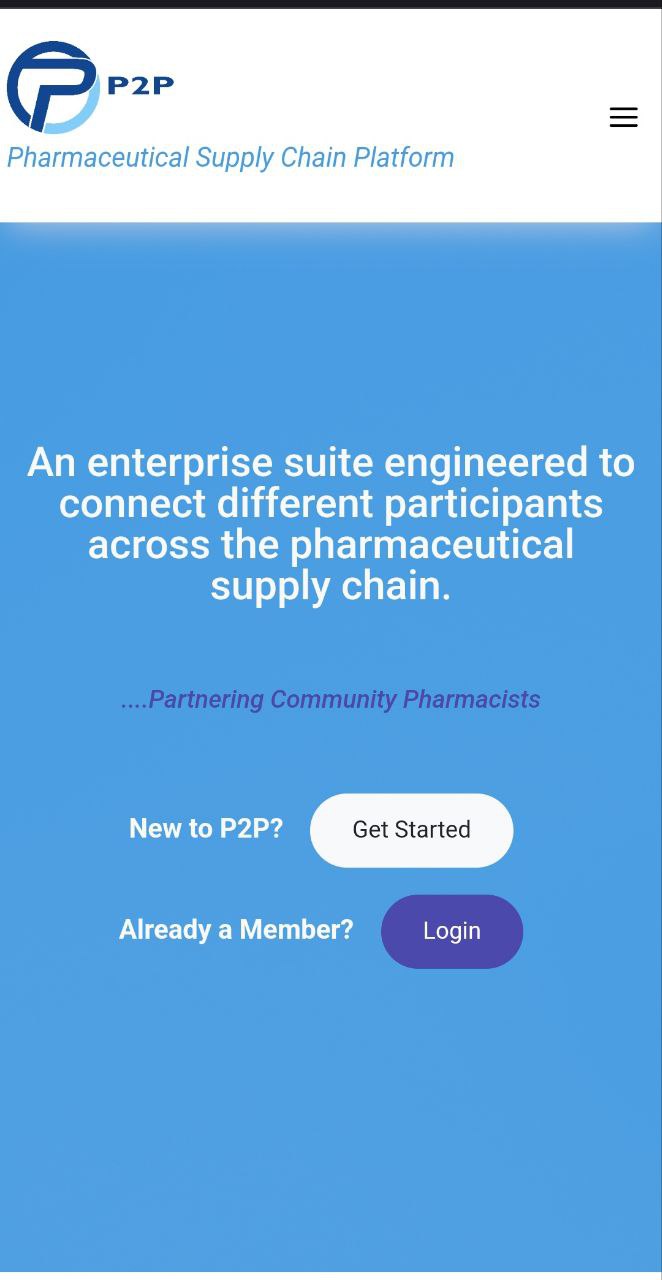 P2P
Pharmaceutical Supply Chain Platform
An enterprise suite engineered to
connect different participants
across the pharmaceutical
supply chain.
....Partnering Community Pharmacists
New to P2P? Get Started
Already a Member? Login